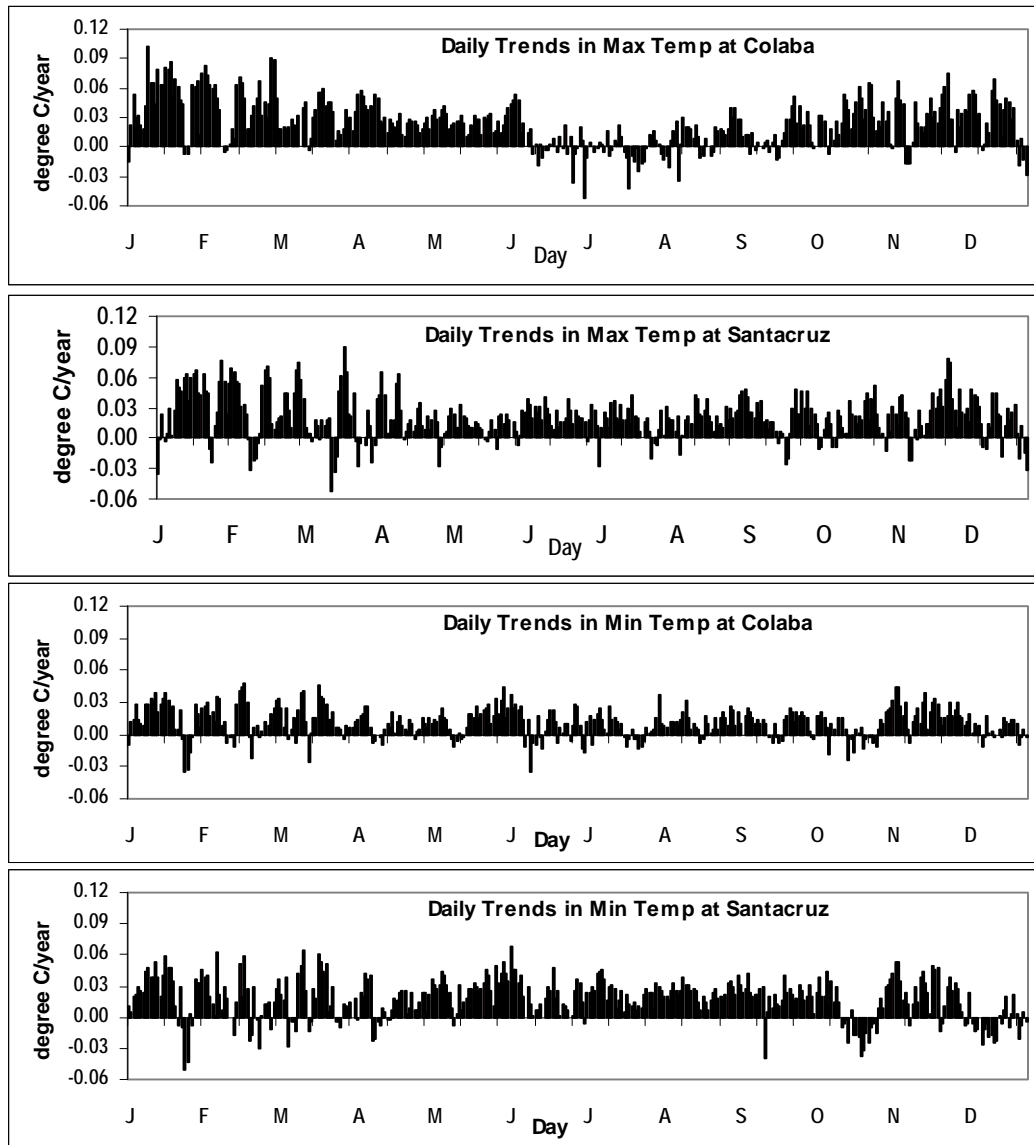 Daily Trends in Max Temp at Colaba
degree C/year
0.12
0.09
0.06
0.03
0.00
-0.03
-0.06
J F M A M J J A S O N D
Day
Daily Trends in Max Temp at Santacruz
degree C/year
0.12
0.09
0.06
0.03
0.00
-0.03
-0.06
J F M A M J J A S O N D
Day
Daily Trends in Min Temp at Colaba
degree C/year
0.12
0.09
0.06
0.03
0.00
-0.03
-0.06
J F M A M J J A S O N D
Day
Daily Trends in Min Temp at Santacruz
degree C/year
0.12
0.09
0.06
0.03
0.00
-0.03
-0.06
J F M A M J J A S O N D
Day